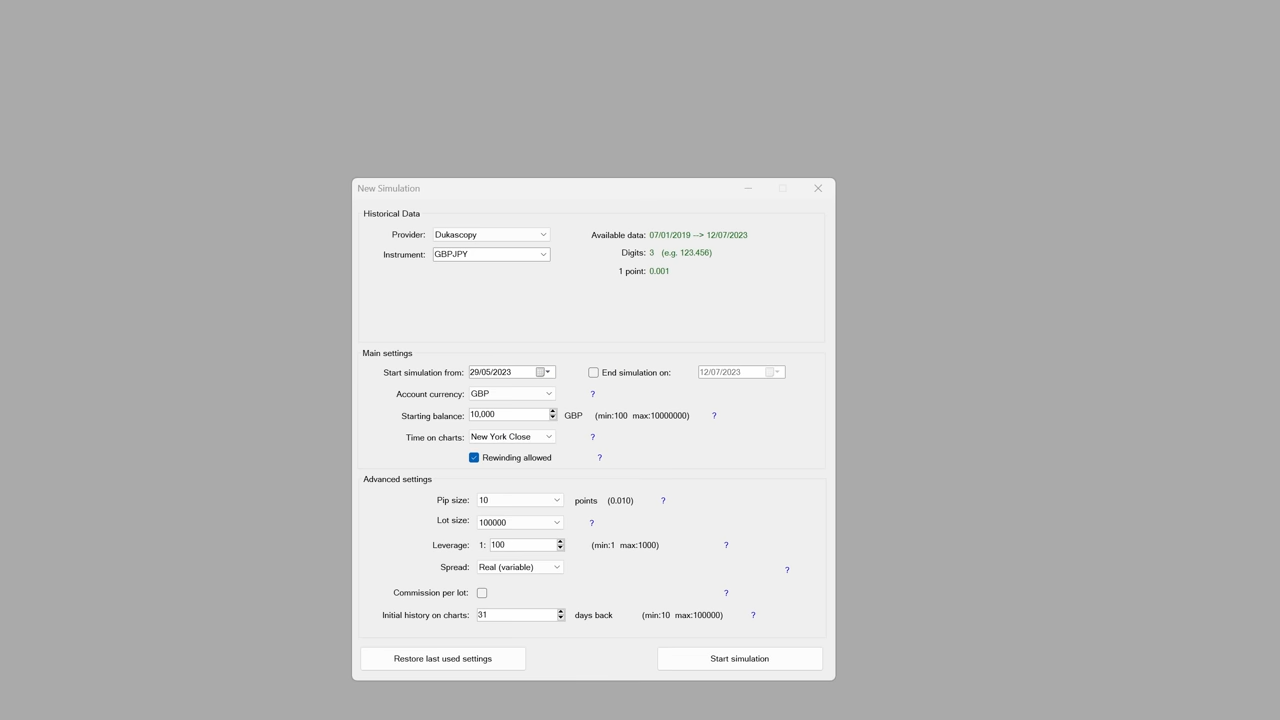 New Simulation
Historical Data
Provider: Dukascopy Available data: 07/01/2019 --> 12/07/2023
Instrument: GBPJPY Digits: 3 (e.g. 123.456)
1 point: 0.001
Main settings
Start simulation from: 29/05/2023 End simulation on: 12/07/2023
Account currency: GBP ?
Starting balance: 10,000 GBP (min:100 max:10000000) ?
Time on charts: New York Close ?
Rewinding allowed ?
Advanced settings
Pip size: 10 points (0.010) ?
Lot size: 100000 ?
Leverage: 1: 100 (min:1 max:1000) ?
Spread: Real (variable) ?
Commission per lot: ?
Initial history on charts: 31 days back (min:10 max:100000) ?
Restore last used settings Start simulation